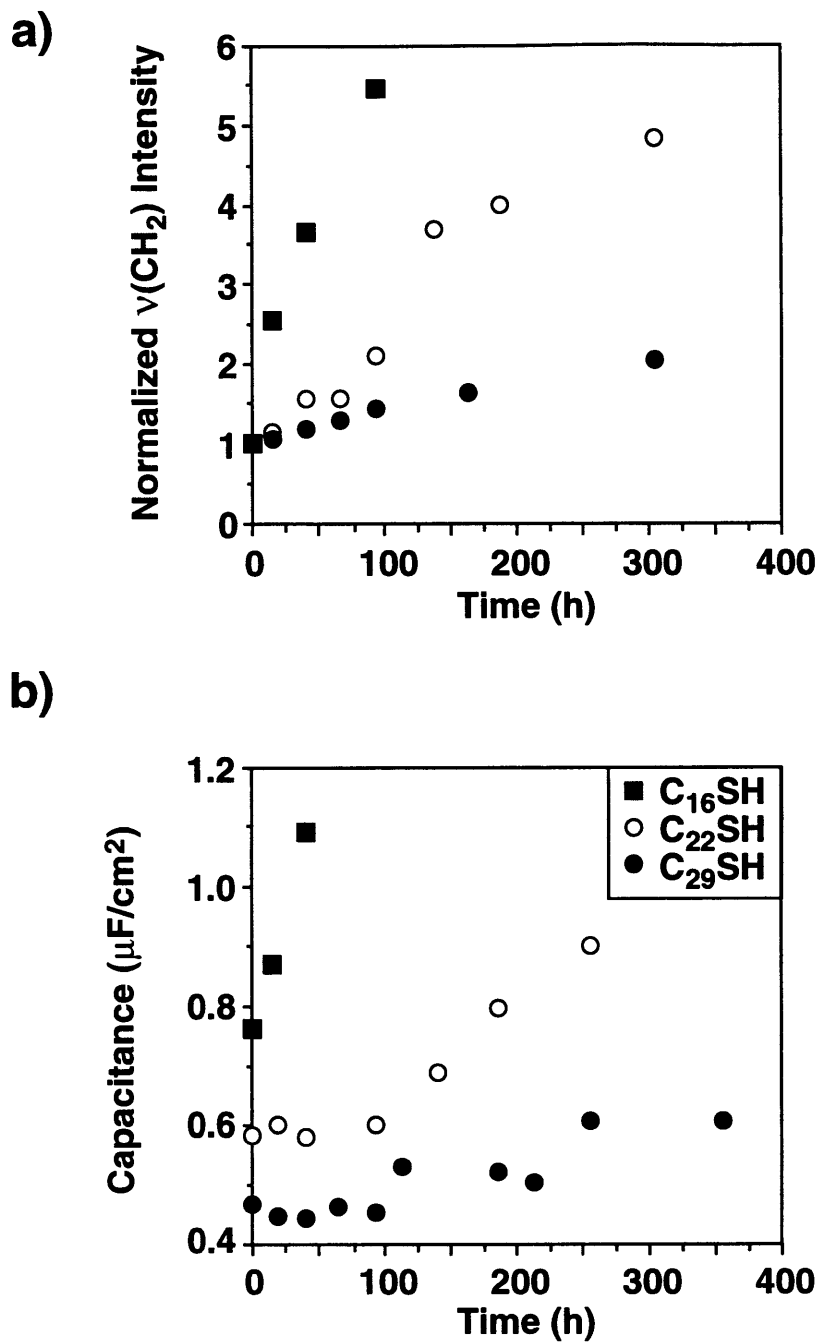 a)
Normalized ν(CH₂) Intensity
6
5
4
3
2
1
0
0 100 200 300 400
Time (h)
b)
Capacitance (μF/cm²)
1.2
1.0
0.8
0.6
0.4
C₁₆SH
C₂₂SH
C₂₉SH
0 100 200 300 400
Time (h)